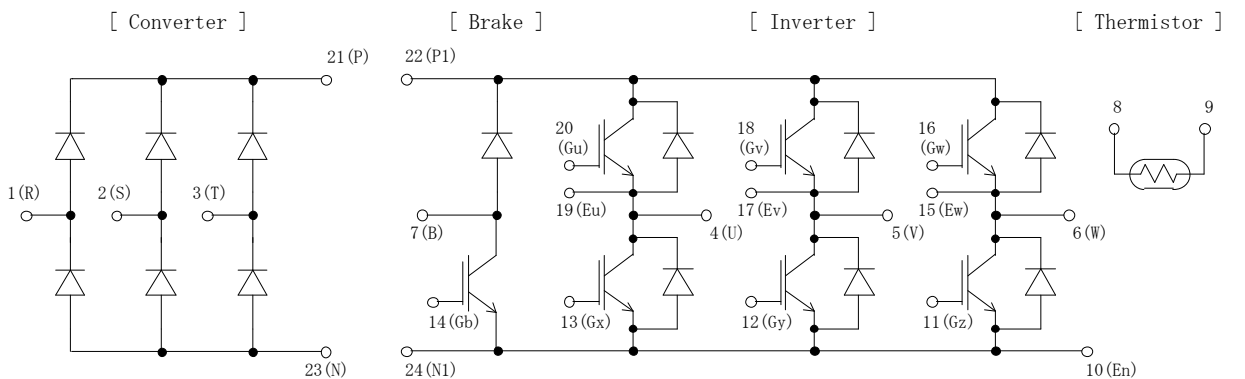 [ Converter ]
[ Brake ]
[ Inverter ]
[ Thermistor ]
21(P)
22(P1)
20
(Gu)
18
(Gv)
16
(Gw)
8
9
1(R)
2(S)
3(T)
19(Eu)
17(Ev)
15(Ew)
7(B)
4(U)
5(V)
6(W)
14(Gb)
13(Gx)
12(Gy)
11(Gz)
23(N)
24(N1)
10(En)